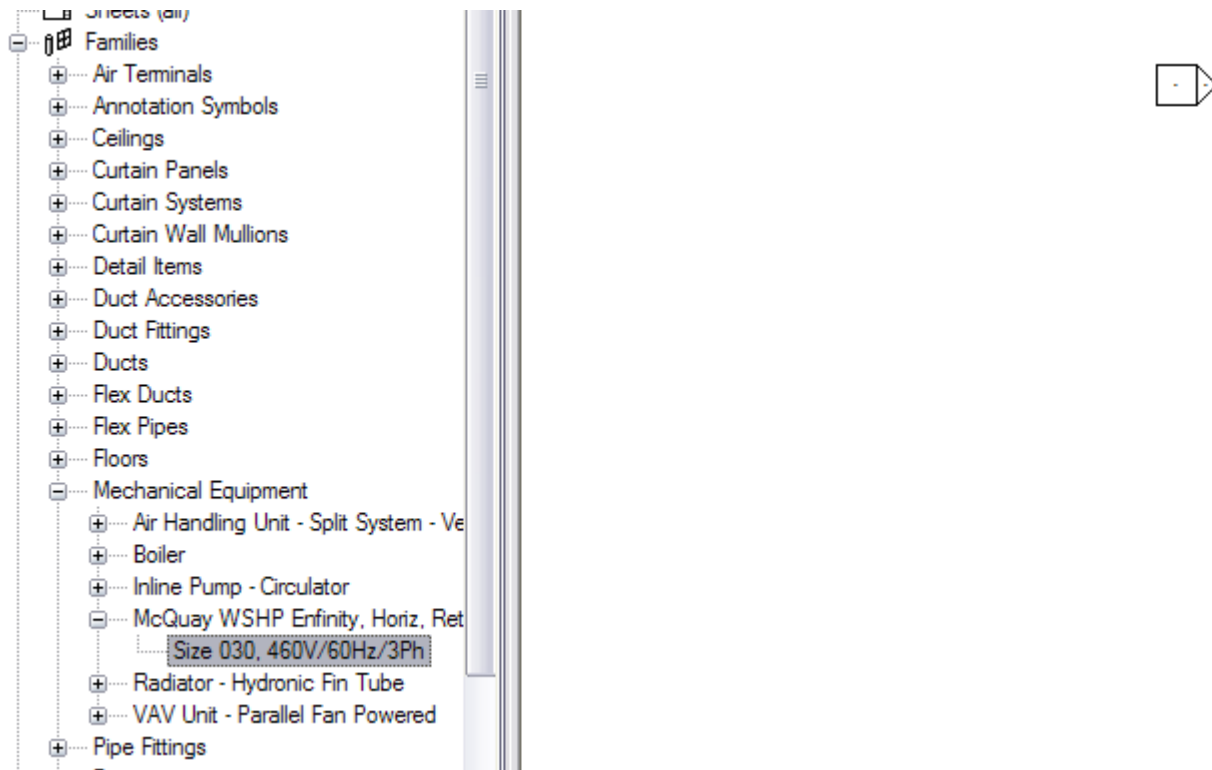 Sheets (all)
Families
Air Terminals
Annotation Symbols
Ceilings
Curtain Panels
Curtain Systems
Curtain Wall Mullions
Detail Items
Duct Accessories
Duct Fittings
Ducts
Flex Ducts
Flex Pipes
Floors
Mechanical Equipment
Air Handling Unit - Split System - Ve
Boiler
Inline Pump - Circulator
McQuay WSHP Enfinity, Horiz, Ret
Size 030, 460V/60Hz/3Ph
Radiator - Hydronic Fin Tube
VAV Unit - Parallel Fan Powered
Pipe Fittings